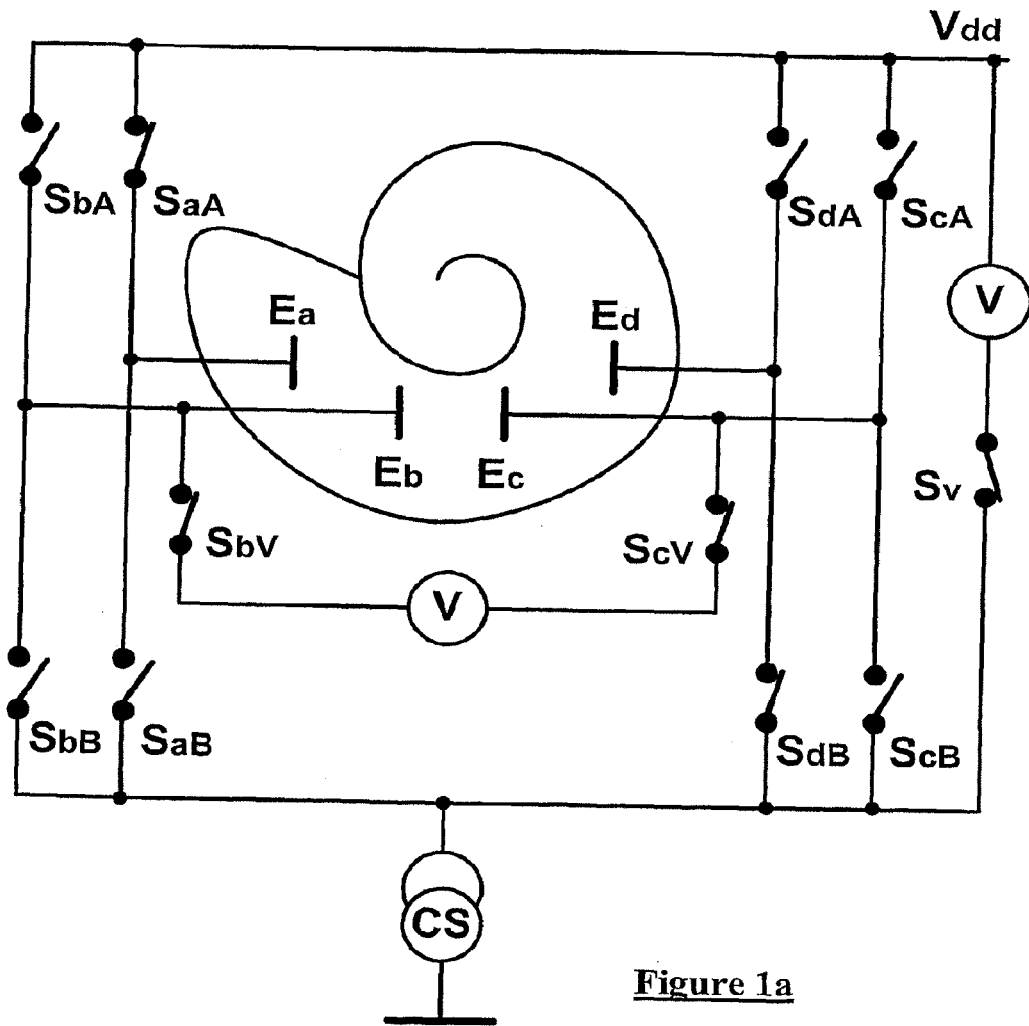 Vdd
SbA
SaA
SdA
ScA
V
Ea
Ed
Eb
Ec
Sv
SbV
ScV
V
SbB
SaB
SdB
ScB
CS
Figure 1a